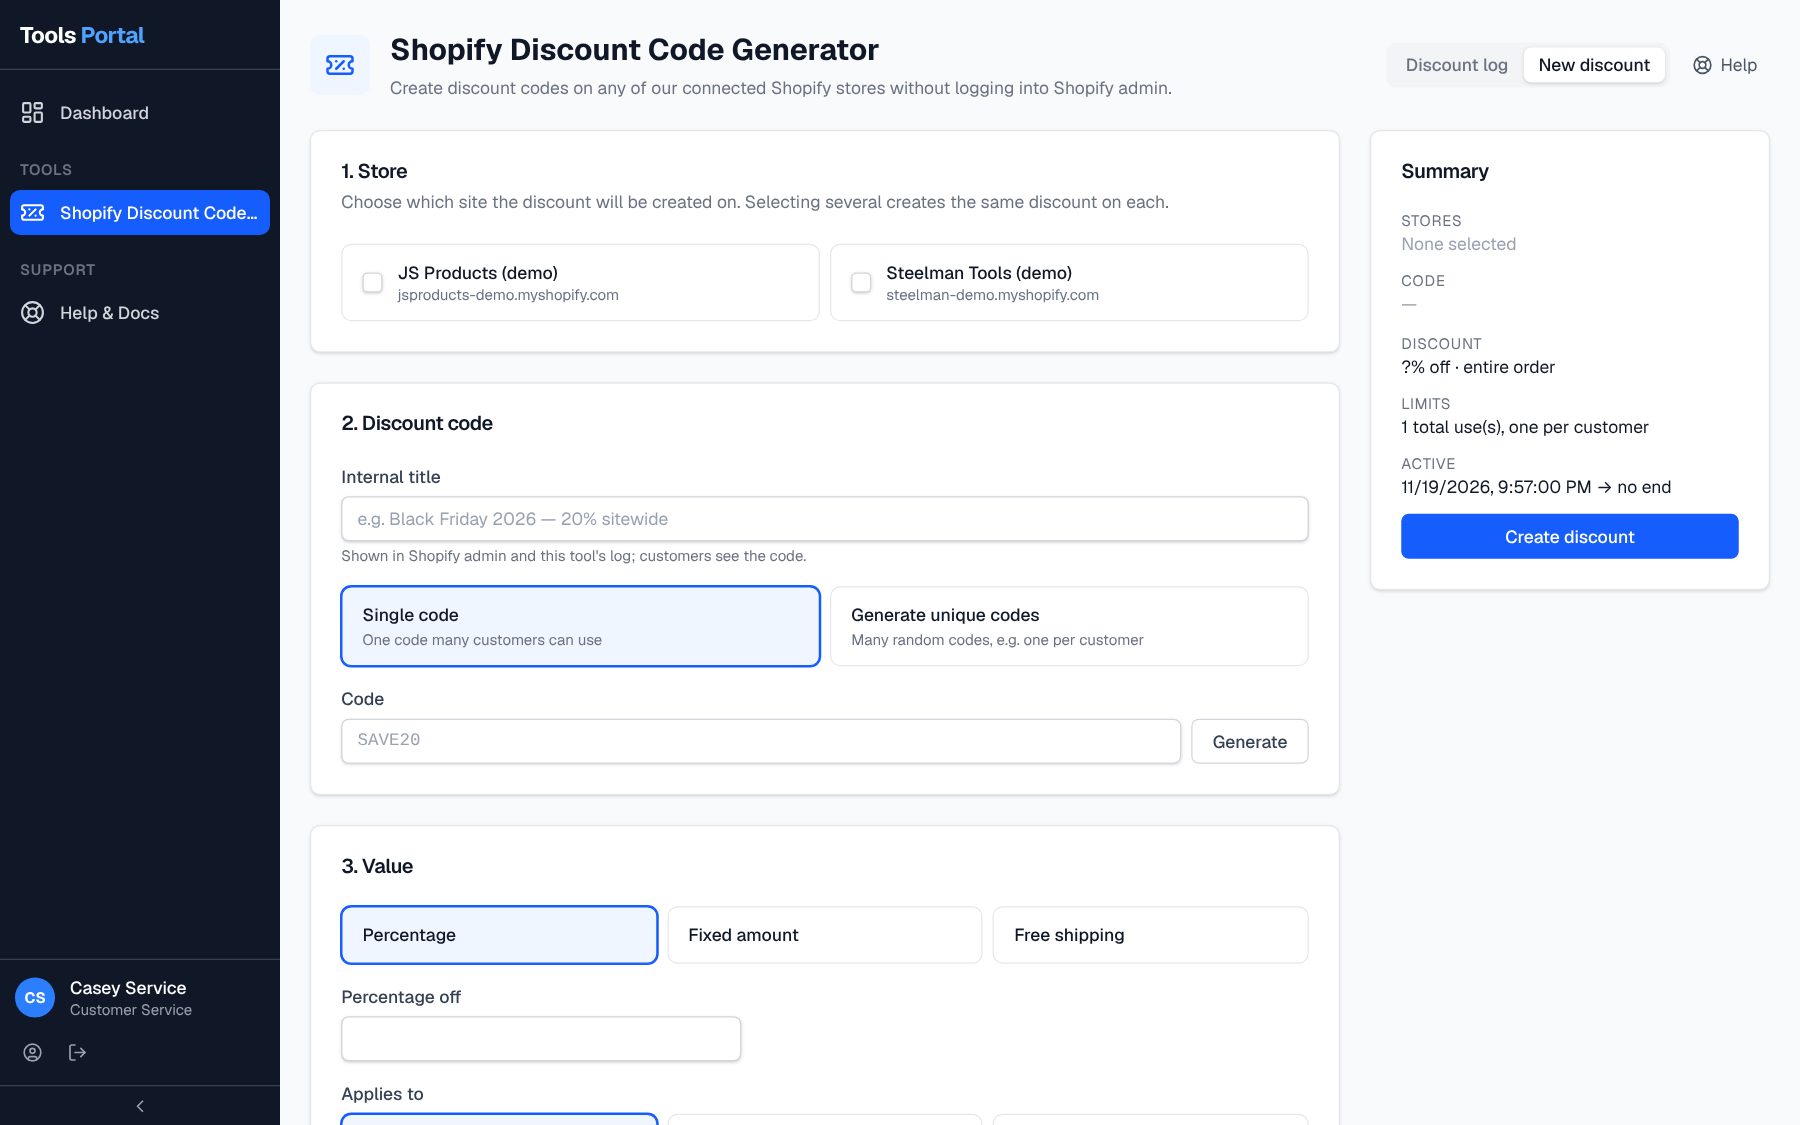 Tools Portal
Dashboard
TOOLS
Shopify Discount Code...
SUPPORT
Help & Docs
CS
Casey Service
Customer Service
Shopify Discount Code Generator
Create discount codes on any of our connected Shopify stores without logging into Shopify admin.
Discount log
New discount
Help
1. Store
Choose which site the discount will be created on. Selecting several creates the same discount on each.
JS Products (demo)
jsproducts-demo.myshopify.com
Steelman Tools (demo)
steelman-demo.myshopify.com
2. Discount code
Internal title
e.g. Black Friday 2026 — 20% sitewide
Shown in Shopify admin and this tool's log; customers see the code.
Single code
One code many customers can use
Generate unique codes
Many random codes, e.g. one per customer
Code
SAVE20
Generate
3. Value
Percentage
Fixed amount
Free shipping
Percentage off
Applies to
Summary
STORES
None selected
CODE
—
DISCOUNT
?% off · entire order
LIMITS
1 total use(s), one per customer
ACTIVE
11/19/2026, 9:57:00 PM → no end
Create discount